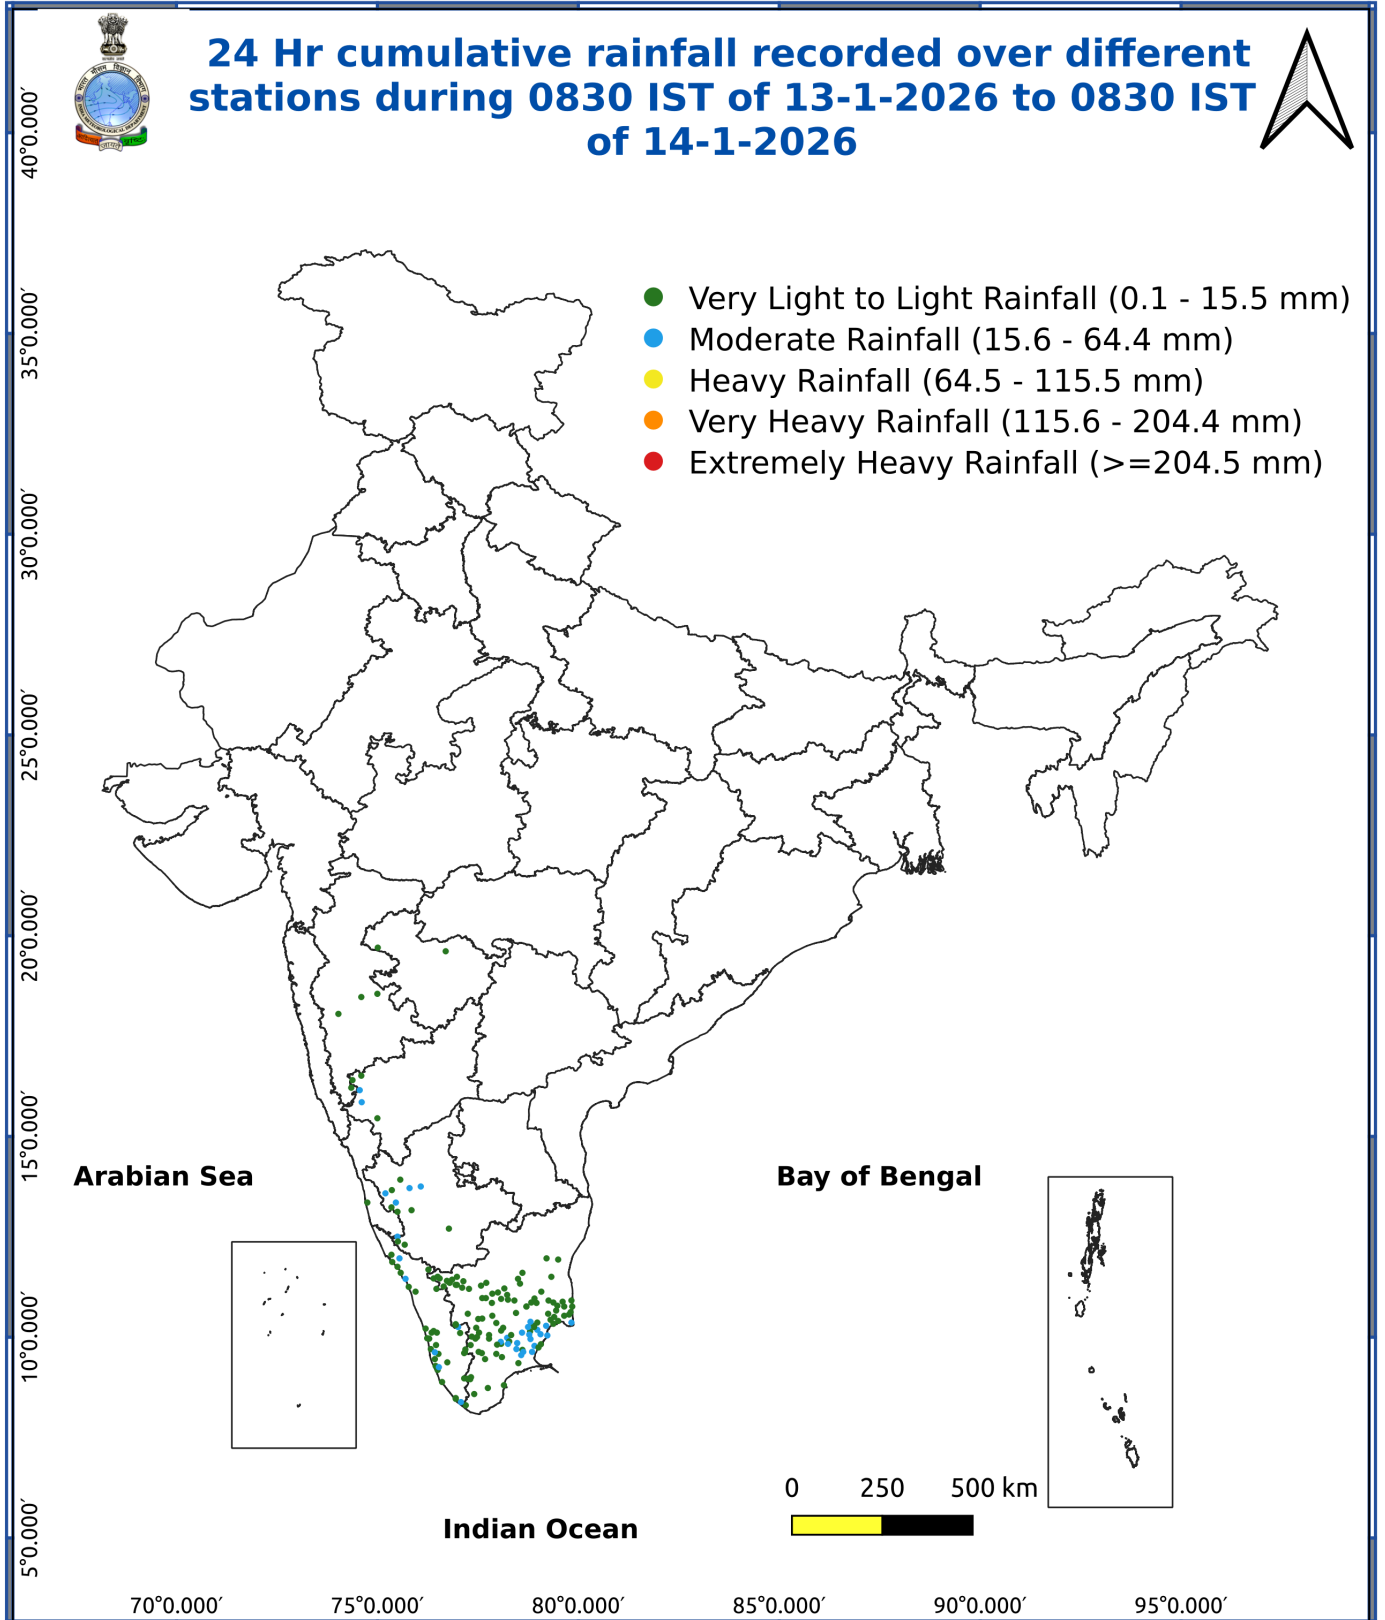 24 Hr cumulative rainfall recorded over different
stations during 0830 IST of 13-1-2026 to 0830 IST
of 14-1-2026
Very Light to Light Rainfall (0.1 - 15.5 mm)
Moderate Rainfall (15.6 - 64.4 mm)
Heavy Rainfall (64.5 - 115.5 mm)
Very Heavy Rainfall (115.6 - 204.4 mm)
Extremely Heavy Rainfall (>=204.5 mm)
40°0.000′
35°0.000′
30°0.000′
25°0.000′
20°0.000′
15°0.000′
10°0.000′
5°0.000′
Arabian Sea
Bay of Bengal
Indian Ocean
0 250 500 km
70°0.000′ 75°0.000′ 80°0.000′ 85°0.000′ 90°0.000′ 95°0.000′